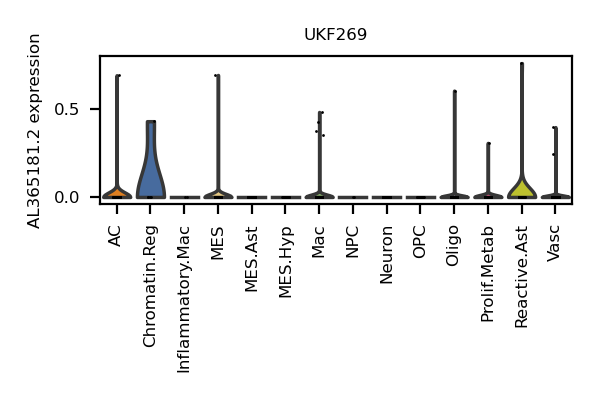 UKF269
AL365181.2 expression
0.5
0.0
AC
Chromatin.Reg
Inflammatory.Mac
MES
MES.Ast
MES.Hyp
Mac
NPC
Neuron
OPC
Oligo
Prolif.Metab
Reactive.Ast
Vasc